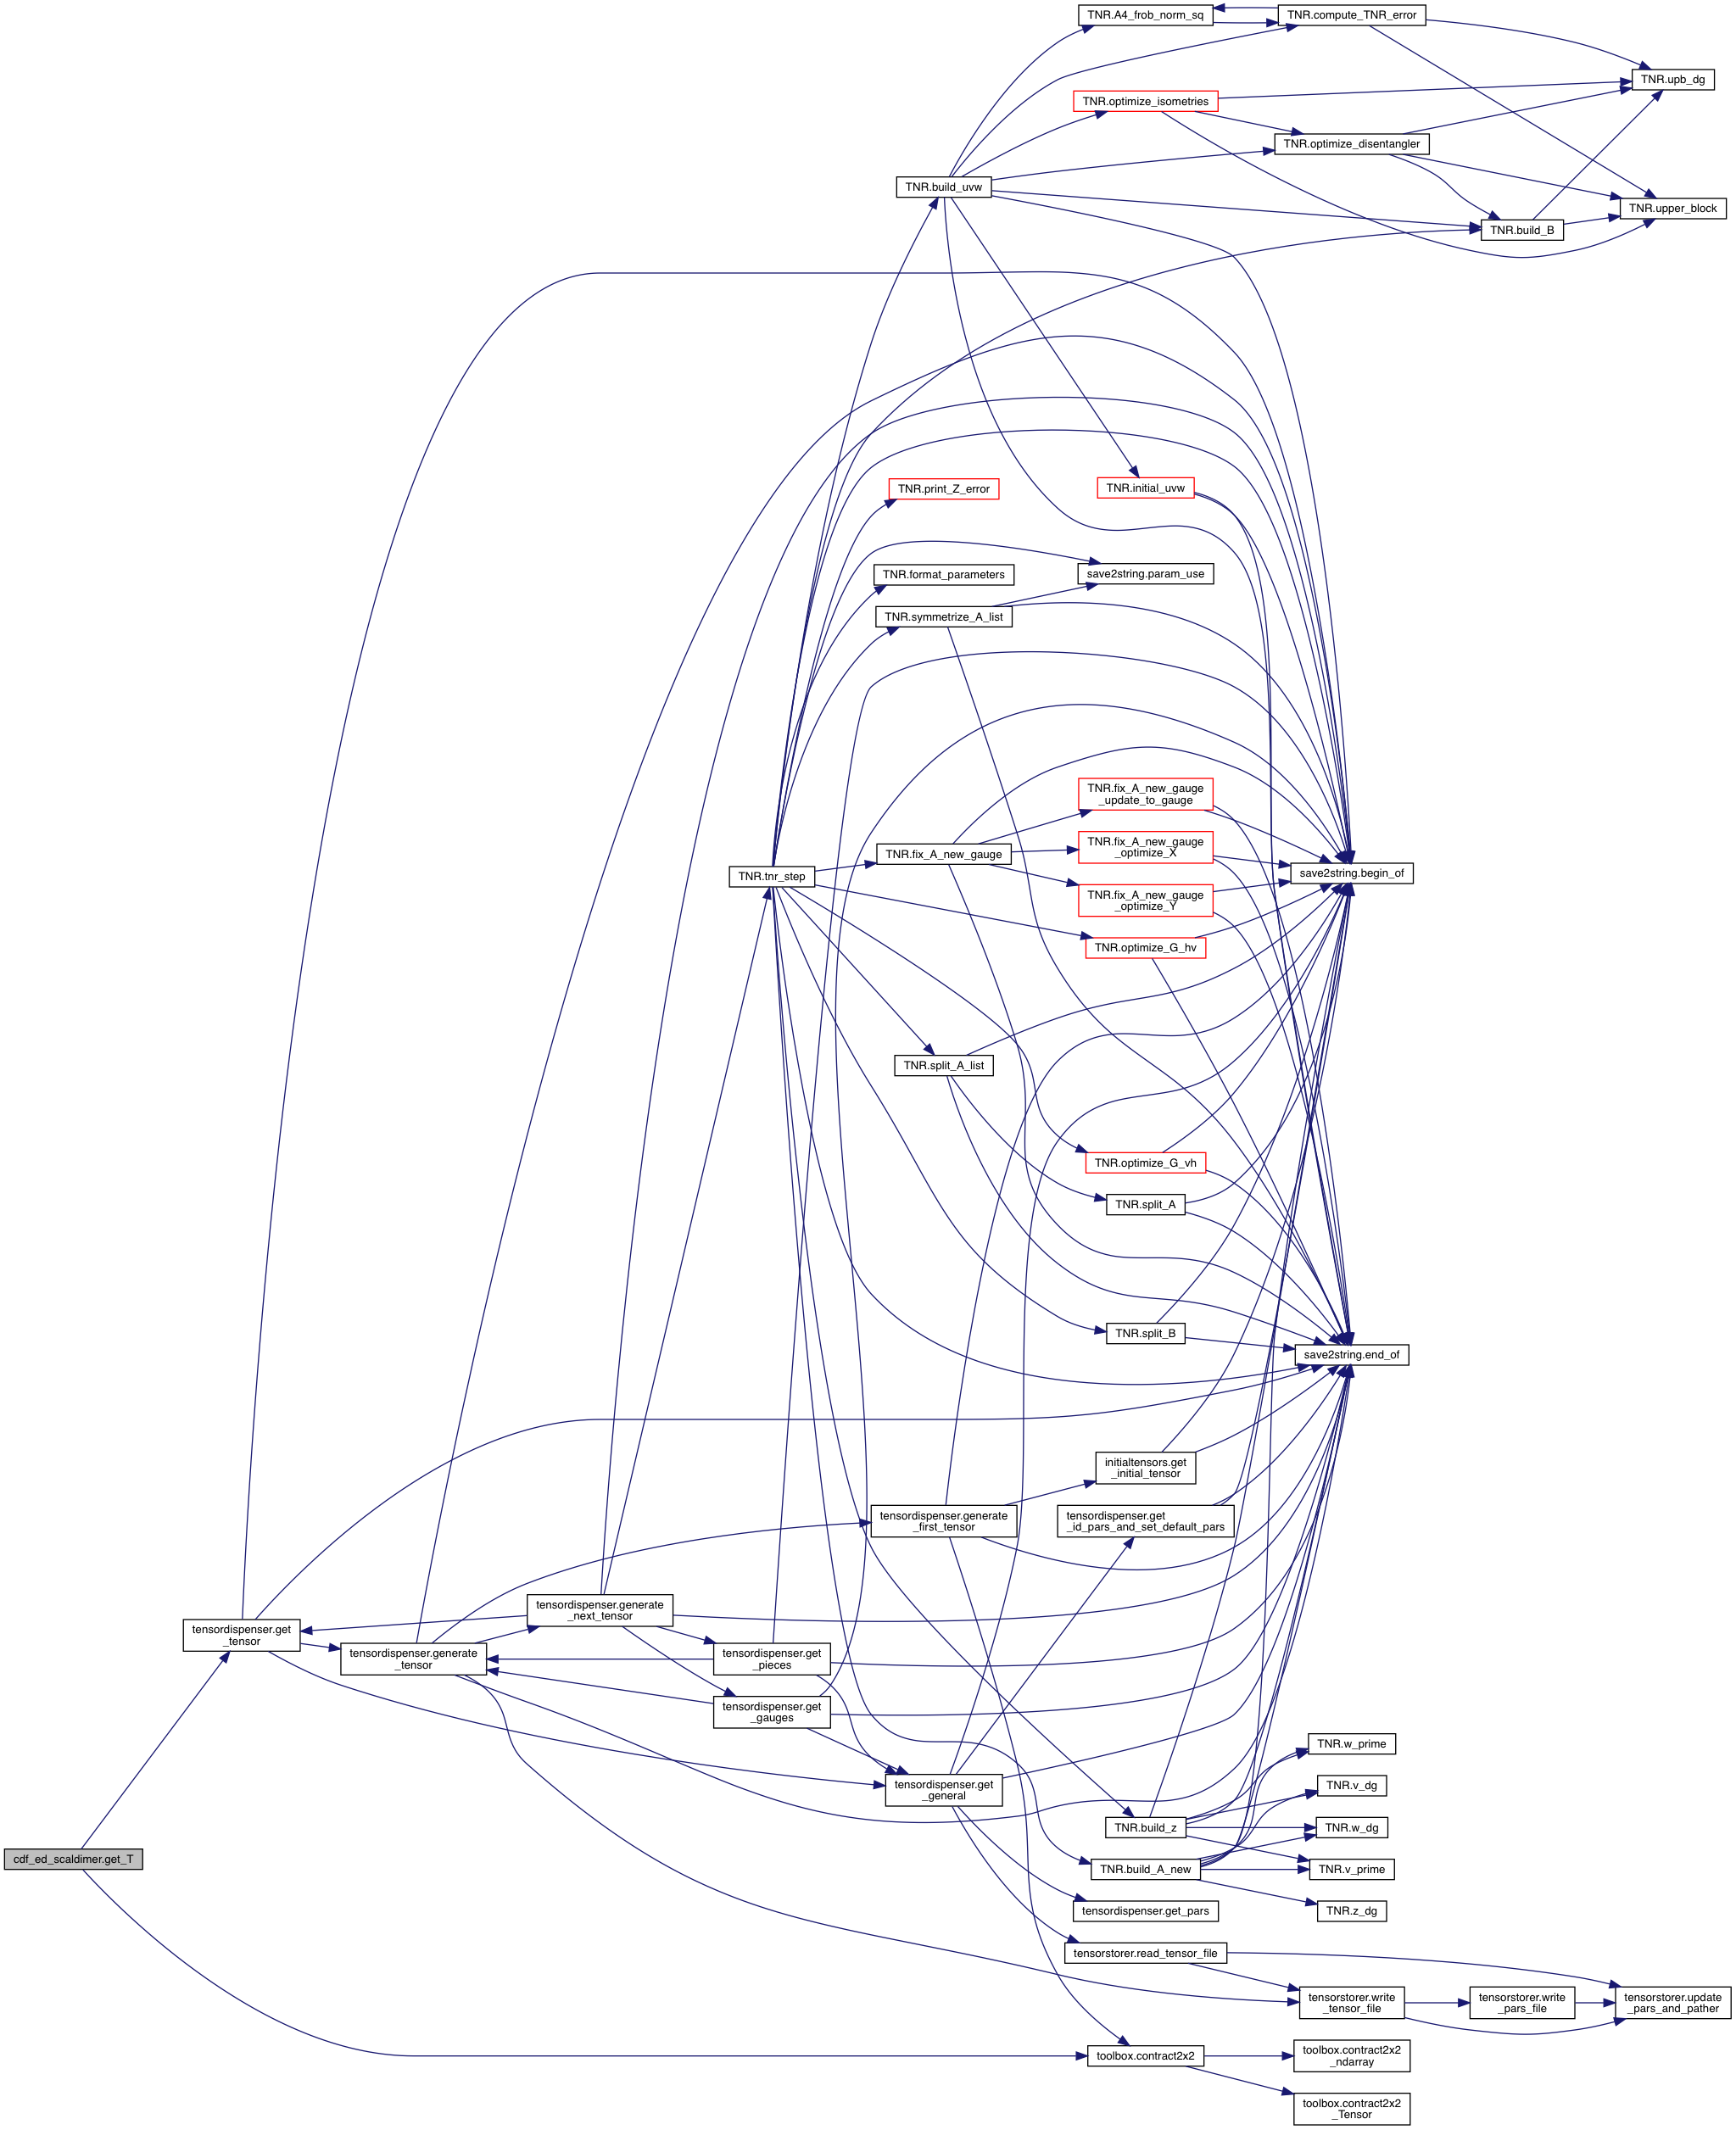 TNR.A4_frob_norm_sq
TNR.compute_TNR_error
TNR.upb_dg
TNR.optimize_isometries
TNR.optimize_disentangler
TNR.build_uvw
TNR.upper_block
TNR.build_B
TNR.print_Z_error
TNR.initial_uvw
TNR.format_parameters
save2string.param_use
TNR.symmetrize_A_list
TNR.fix_A_new_gauge
_update_to_gauge
TNR.fix_A_new_gauge
_optimize_X
TNR.fix_A_new_gauge
TNR.tnr_step
save2string.begin_of
TNR.fix_A_new_gauge
_optimize_Y
TNR.optimize_G_hv
TNR.split_A_list
TNR.optimize_G_vh
TNR.split_A
TNR.split_B
save2string.end_of
initialtensors.get
_initial_tensor
tensordispenser.generate
_first_tensor
tensordispenser.get
_id_pars_and_set_default_pars
tensordispenser.generate
_next_tensor
tensordispenser.get
_tensor
tensordispenser.generate
_tensor
tensordispenser.get
_pieces
tensordispenser.get
_gauges
tensordispenser.get
_general
TNR.w_prime
TNR.v_dg
TNR.build_z
TNR.w_dg
cdf_ed_scaldimer.get_T
TNR.build_A_new
TNR.v_prime
tensordispenser.get_pars
TNR.z_dg
tensorstorer.read_tensor_file
tensorstorer.write
_tensor_file
tensorstorer.write
_pars_file
tensorstorer.update
_pars_and_pather
toolbox.contract2x2
toolbox.contract2x2
_ndarray
toolbox.contract2x2
_Tensor